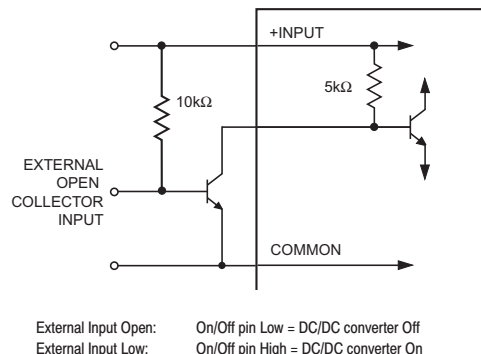 +INPUT
10kΩ
5kΩ
EXTERNAL
OPEN
COLLECTOR
INPUT
COMMON
External Input Open: On/Off pin Low = DC/DC converter Off
External Input Low: On/Off pin High = DC/DC converter On